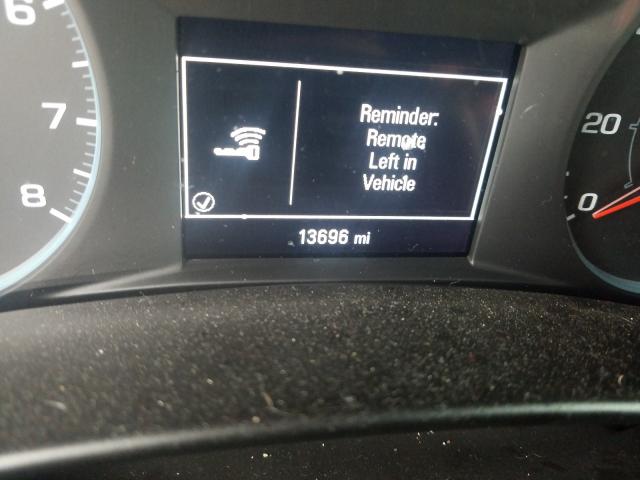 6
7
8
Reminder:
Remote
Left in
Vehicle
13696 mi
20
0